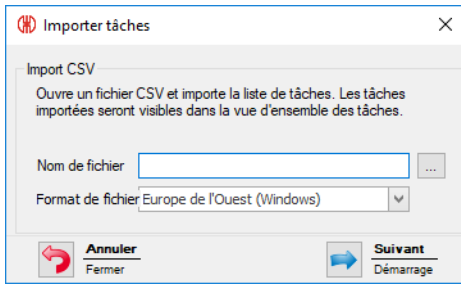 Importer tâches
Import CSV
Ouvre un fichier CSV et importe la liste de tâches. Les tâches
importées seront visibles dans la vue d'ensemble des tâches.
Nom de fichier
...
Format de fichier Europe de l'Ouest (Windows)
Annuler
Fermer
Suivant
Démarrage